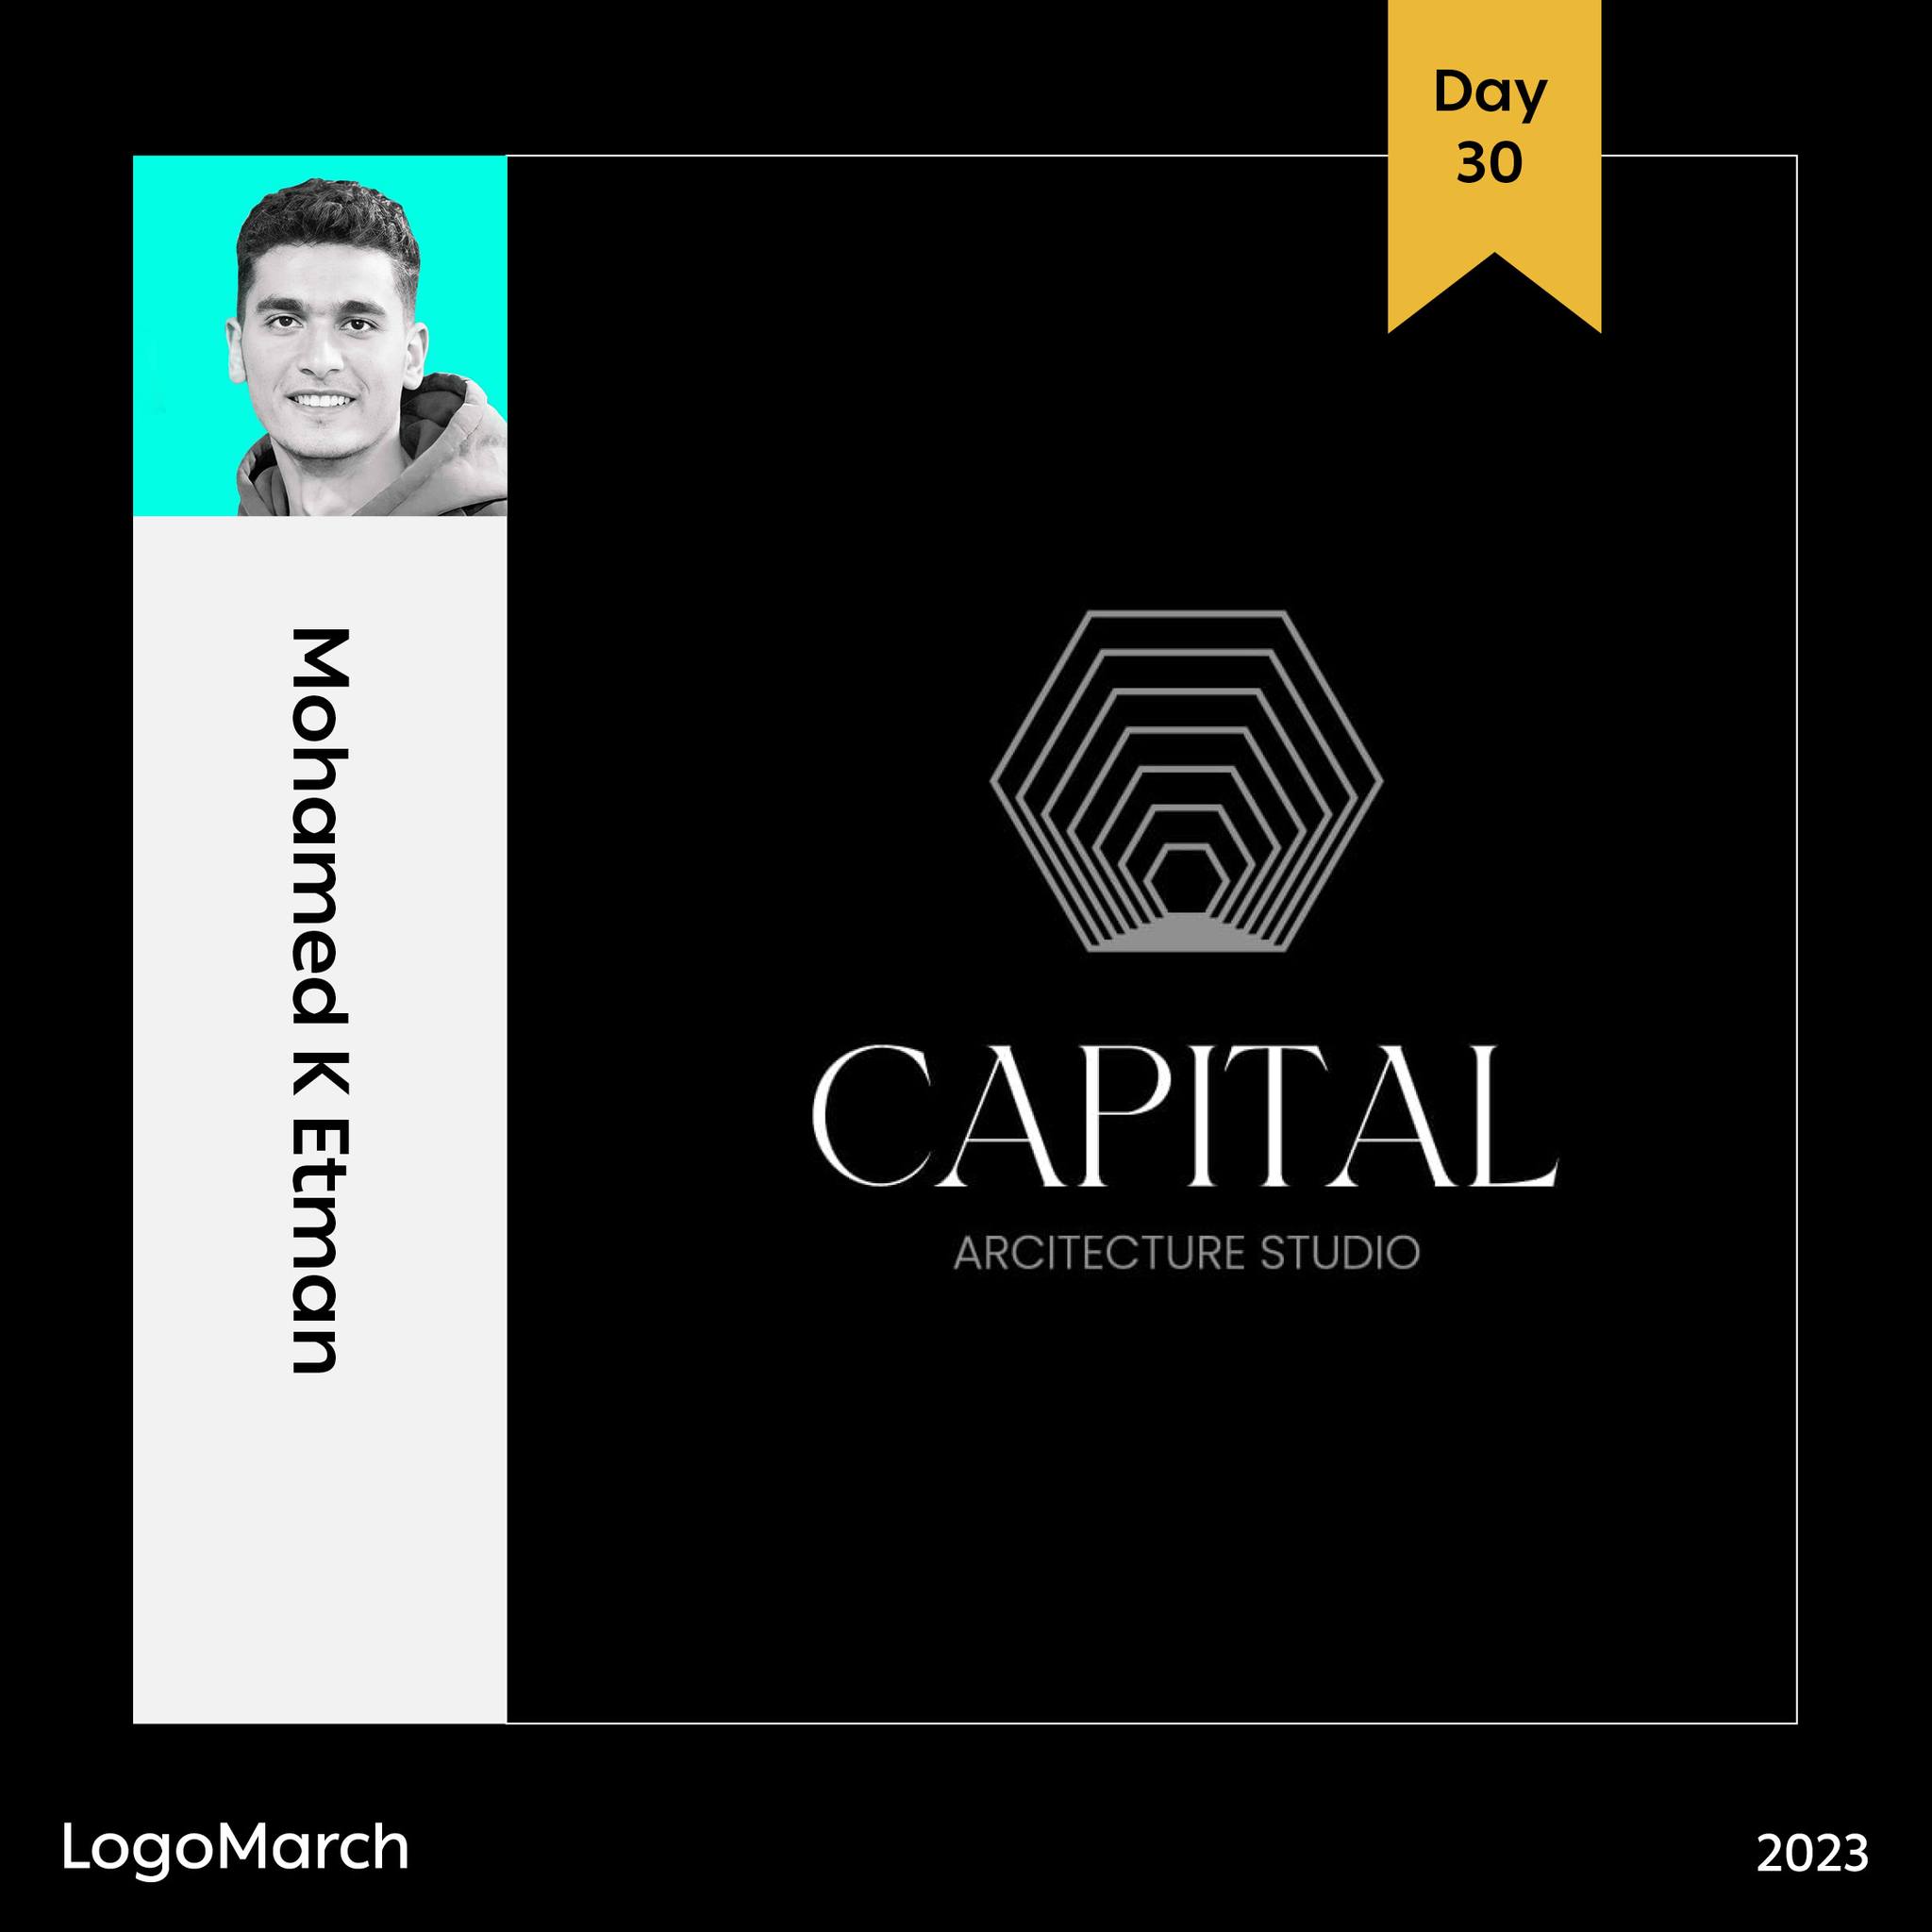 Day
30
Mohamed K Etman
CAPITAL
ARCITECTURE STUDIO
LogoMarch
2023